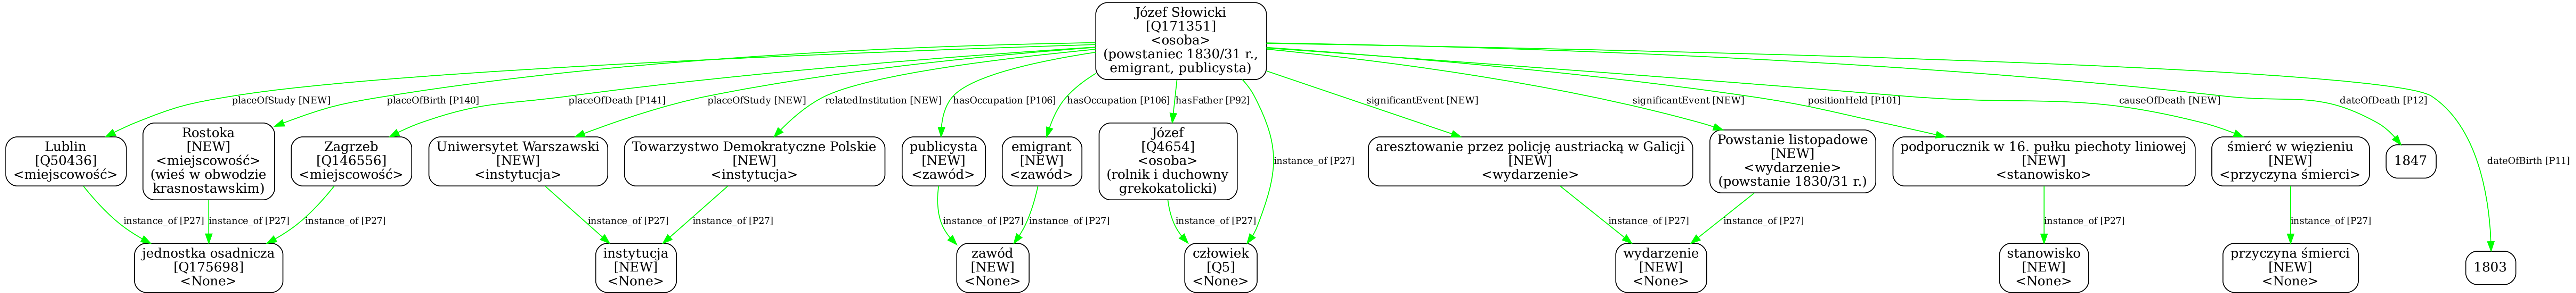 Józef Słowicki
[Q171351]
<osoba>
(powstaniec 1830/31 r.,
emigrant, publicysta)
placeOfStudy [NEW]
placeOfBirth [P140]
placeOfDeath [P141]
placeOfStudy [NEW]
relatedInstitution [NEW]
hasOccupation [P106]
hasOccupation [P106]
hasFather [P92]
significantEvent [NEW]
significantEvent [NEW]
positionHeld [P101]
causeOfDeath [NEW]
dateOfDeath [P12]
Lublin
[Q50436]
<miejscowość>
Rostoka
[NEW]
<miejscowość>
(wieś w obwodzie
krasnostawskim)
Zagrzeb
[Q146556]
<miejscowość>
Uniwersytet Warszawski
[NEW]
<instytucja>
Towarzystwo Demokratyczne Polskie
[NEW]
<instytucja>
publicysta
[NEW]
<zawód>
emigrant
[NEW]
<zawód>
Józef
[Q4654]
<osoba>
(rolnik i duchowny
grekokatolicki)
instance_of [P27]
aresztowanie przez policję austriacką w Galicji
[NEW]
<wydarzenie>
Powstanie listopadowe
[NEW]
<wydarzenie>
(powstanie 1830/31 r.)
podporucznik w 16. pułku piechoty liniowej
[NEW]
<stanowisko>
śmierć w więzieniu
[NEW]
<przyczyna śmierci>
1847
dateOfBirth [P11]
instance_of [P27]
instance_of [P27]
instance_of [P27]
instance_of [P27]
instance_of [P27]
instance_of [P27]
instance_of [P27]
instance_of [P27]
instance_of [P27]
instance_of [P27]
instance_of [P27]
instance_of [P27]
jednostka osadnicza
[Q175698]
<None>
instytucja
[NEW]
<None>
zawód
[NEW]
<None>
człowiek
[Q5]
<None>
wydarzenie
[NEW]
<None>
stanowisko
[NEW]
<None>
przyczyna śmierci
[NEW]
<None>
1803